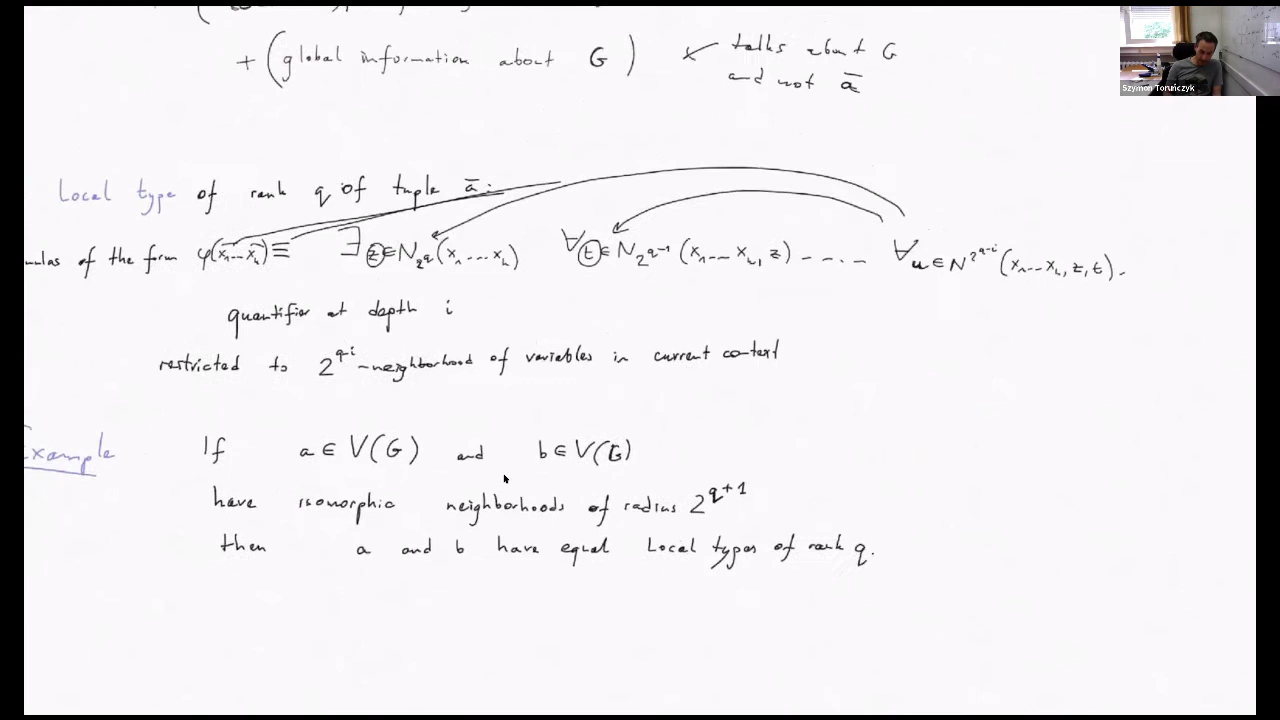 + (global information about G) ← talks about G
and not ā
Szymon Toruńczyk
Local type of rank q of tuple ā:
mulas of the form φ(x₁...xₖ) ≡ ∃ z ∈ N_{2^q}(x₁...xₖ) ∀ t ∈ N_{2^{q-1}}(x₁...xₖ, z) ----- ∀u ∈ N^{2^{q-i}}(x₁...xₖ, z, t).
quantifier at depth i
restricted to 2^{q-i}-neighborhood of variables in current context
Example If a ∈ V(G) and b ∈ V(G)
have isomorphic neighborhoods of radius 2^{q+1}
then a and b have equal Local types of rank q.